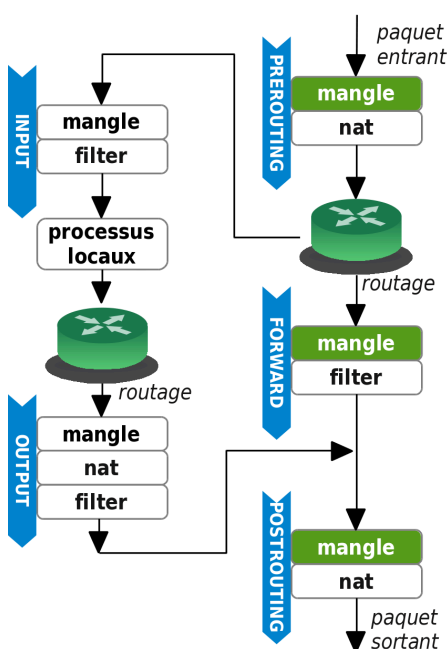 paquet
entrant
PREROUTING
mangle
nat
routage
INPUT
mangle
filter
processus
locaux
routage
OUTPUT
mangle
nat
filter
FORWARD
mangle
filter
POSTROUTING
mangle
nat
paquet
sortant